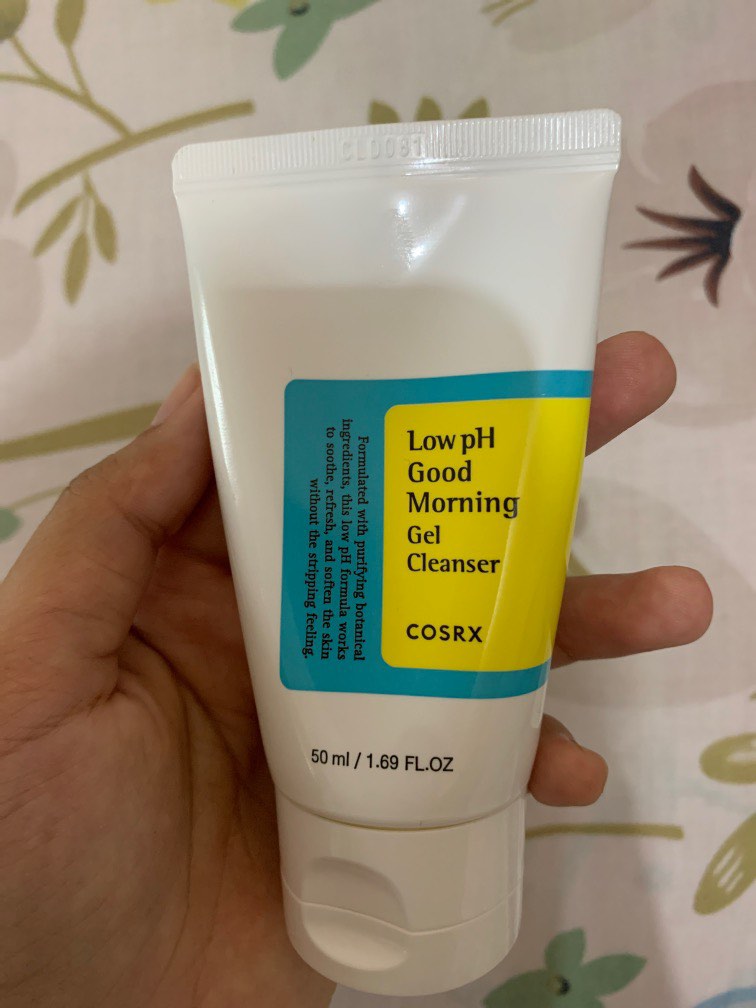 Low pH
Good
Morning
Gel
Cleanser
COSRX
Formulated with purifying botanical
ingredients, this low pH formula works
to soothe, refresh, and soften the skin
without the stripping feeling.
50 ml / 1.69 FL.OZ